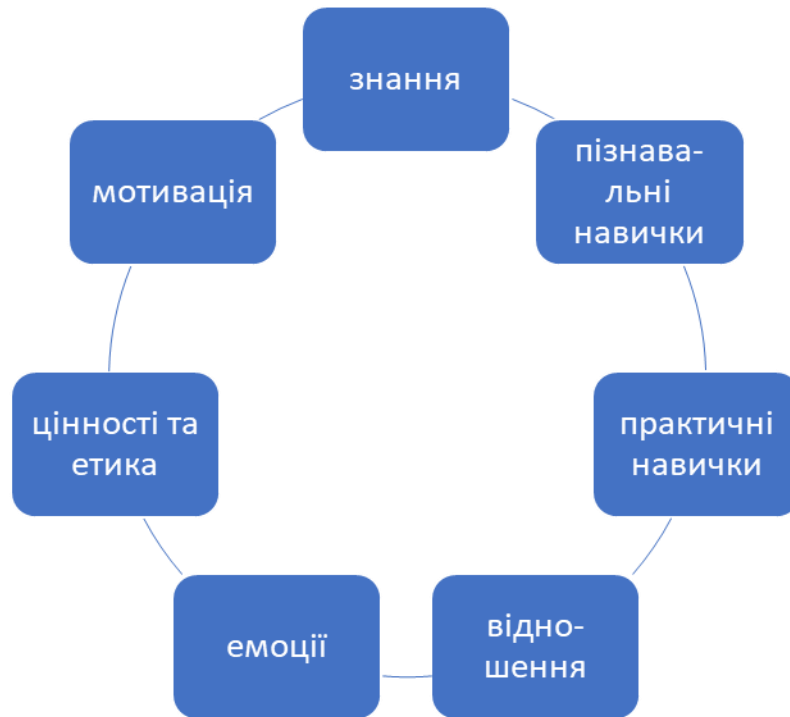 знання
пізнава-
льні
навички
практичні
навички
відно-
шення
емоції
цінності та
етика
мотивація